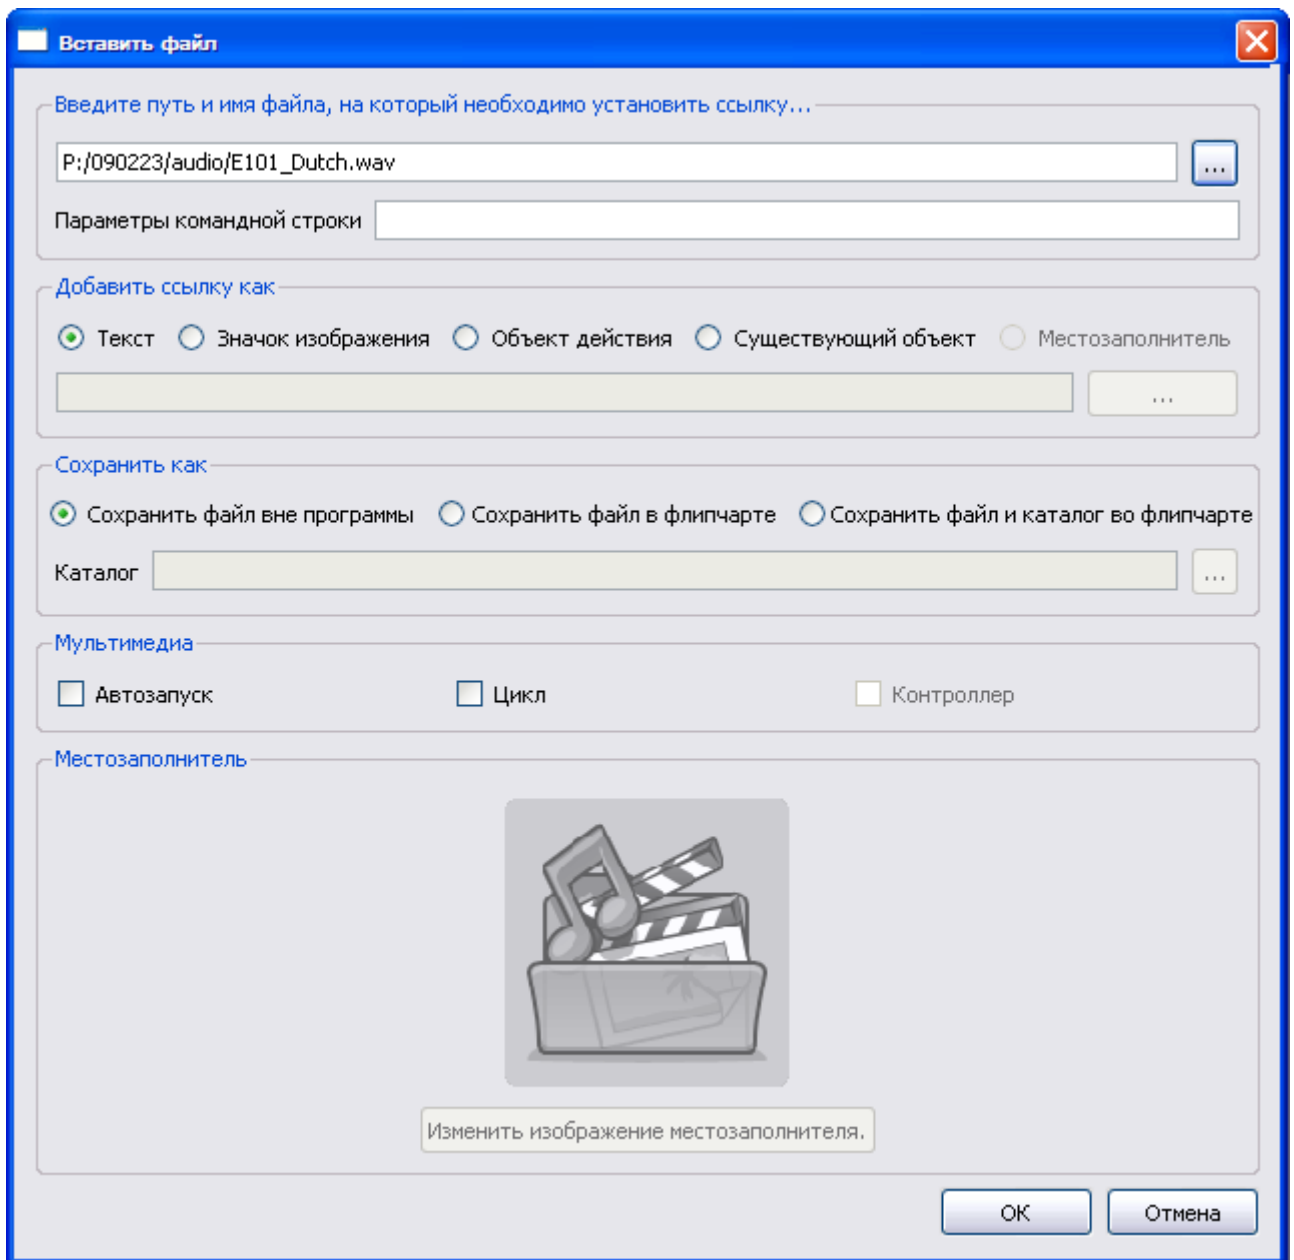 Вставить файл
Введите путь и имя файла, на который необходимо установить ссылку...
P:/090223/audio/E101_Dutch.wav ...
Параметры командной строки
Добавить ссылку как
Текст Значок изображения Объект действия Существующий объект Местозаполнитель
...
Сохранить как
Сохранить файл вне программы Сохранить файл в флипчарте Сохранить файл и каталог во флипчарте
Каталог ...
Мультимедиа
Автозапуск Цикл Контроллер
Местозаполнитель
Изменить изображение местозаполнителя.
ОК Отмена